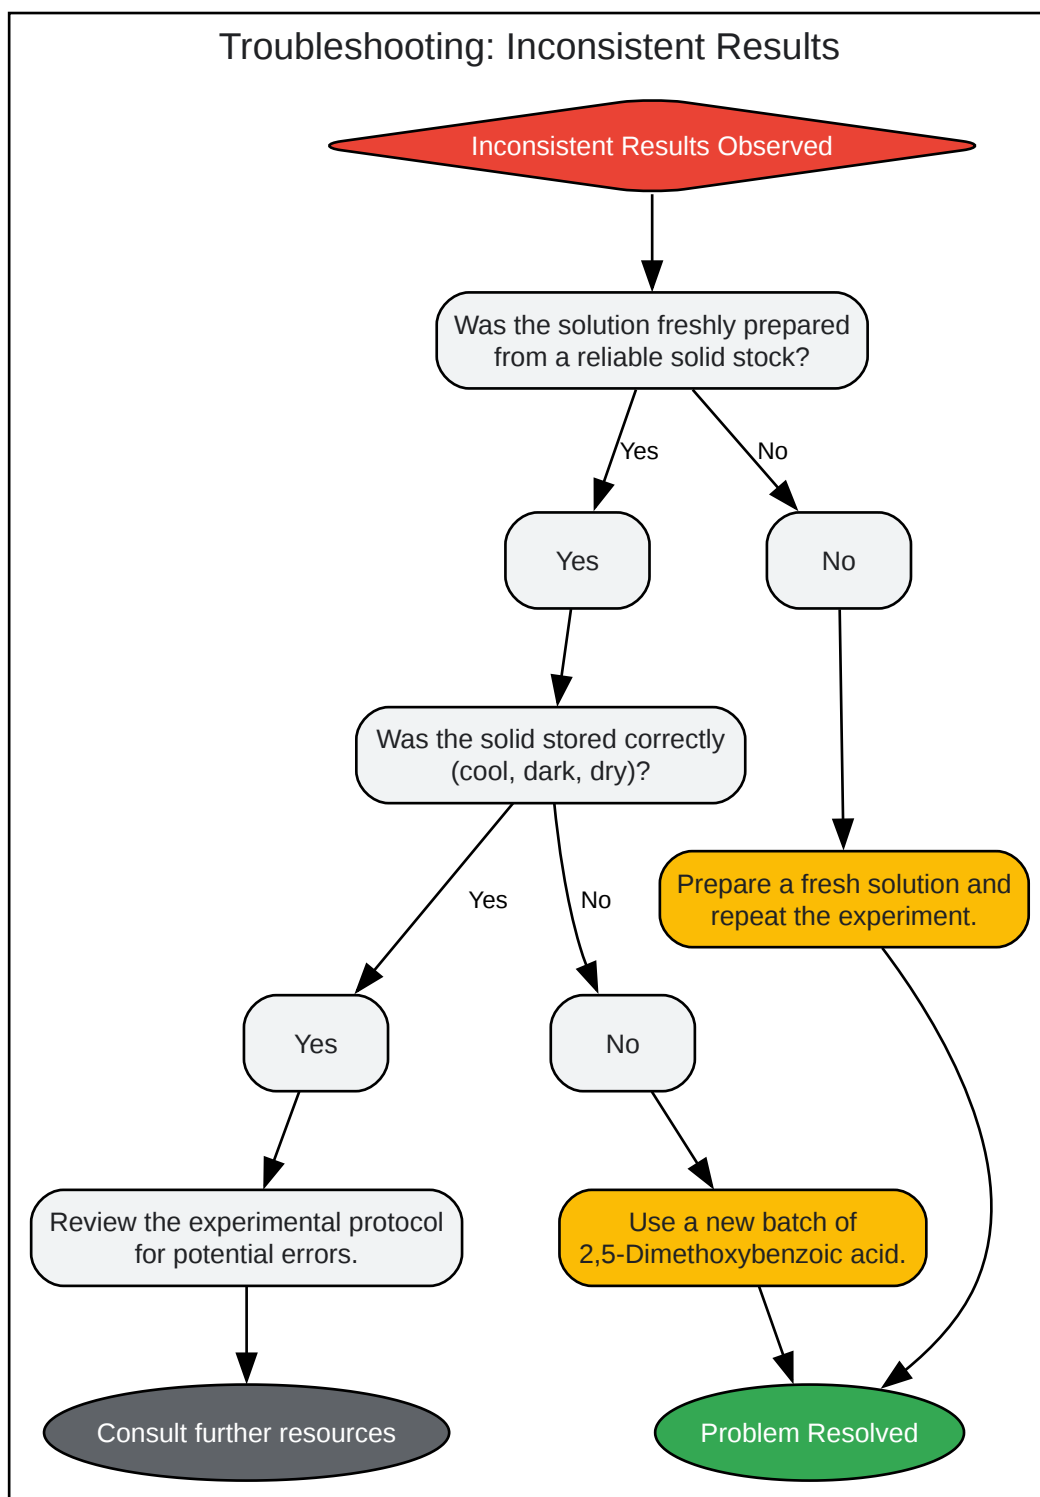 Troubleshooting: Inconsistent Results
Inconsistent Results Observed
Was the solution freshly prepared
from a reliable solid stock?
Yes
No
Yes
No
Was the solid stored correctly
(cool, dark, dry)?
Prepare a fresh solution and
repeat the experiment.
Yes
No
Yes
No
Review the experimental protocol
for potential errors.
Use a new batch of
2,5-Dimethoxybenzoic acid.
Consult further resources
Problem Resolved